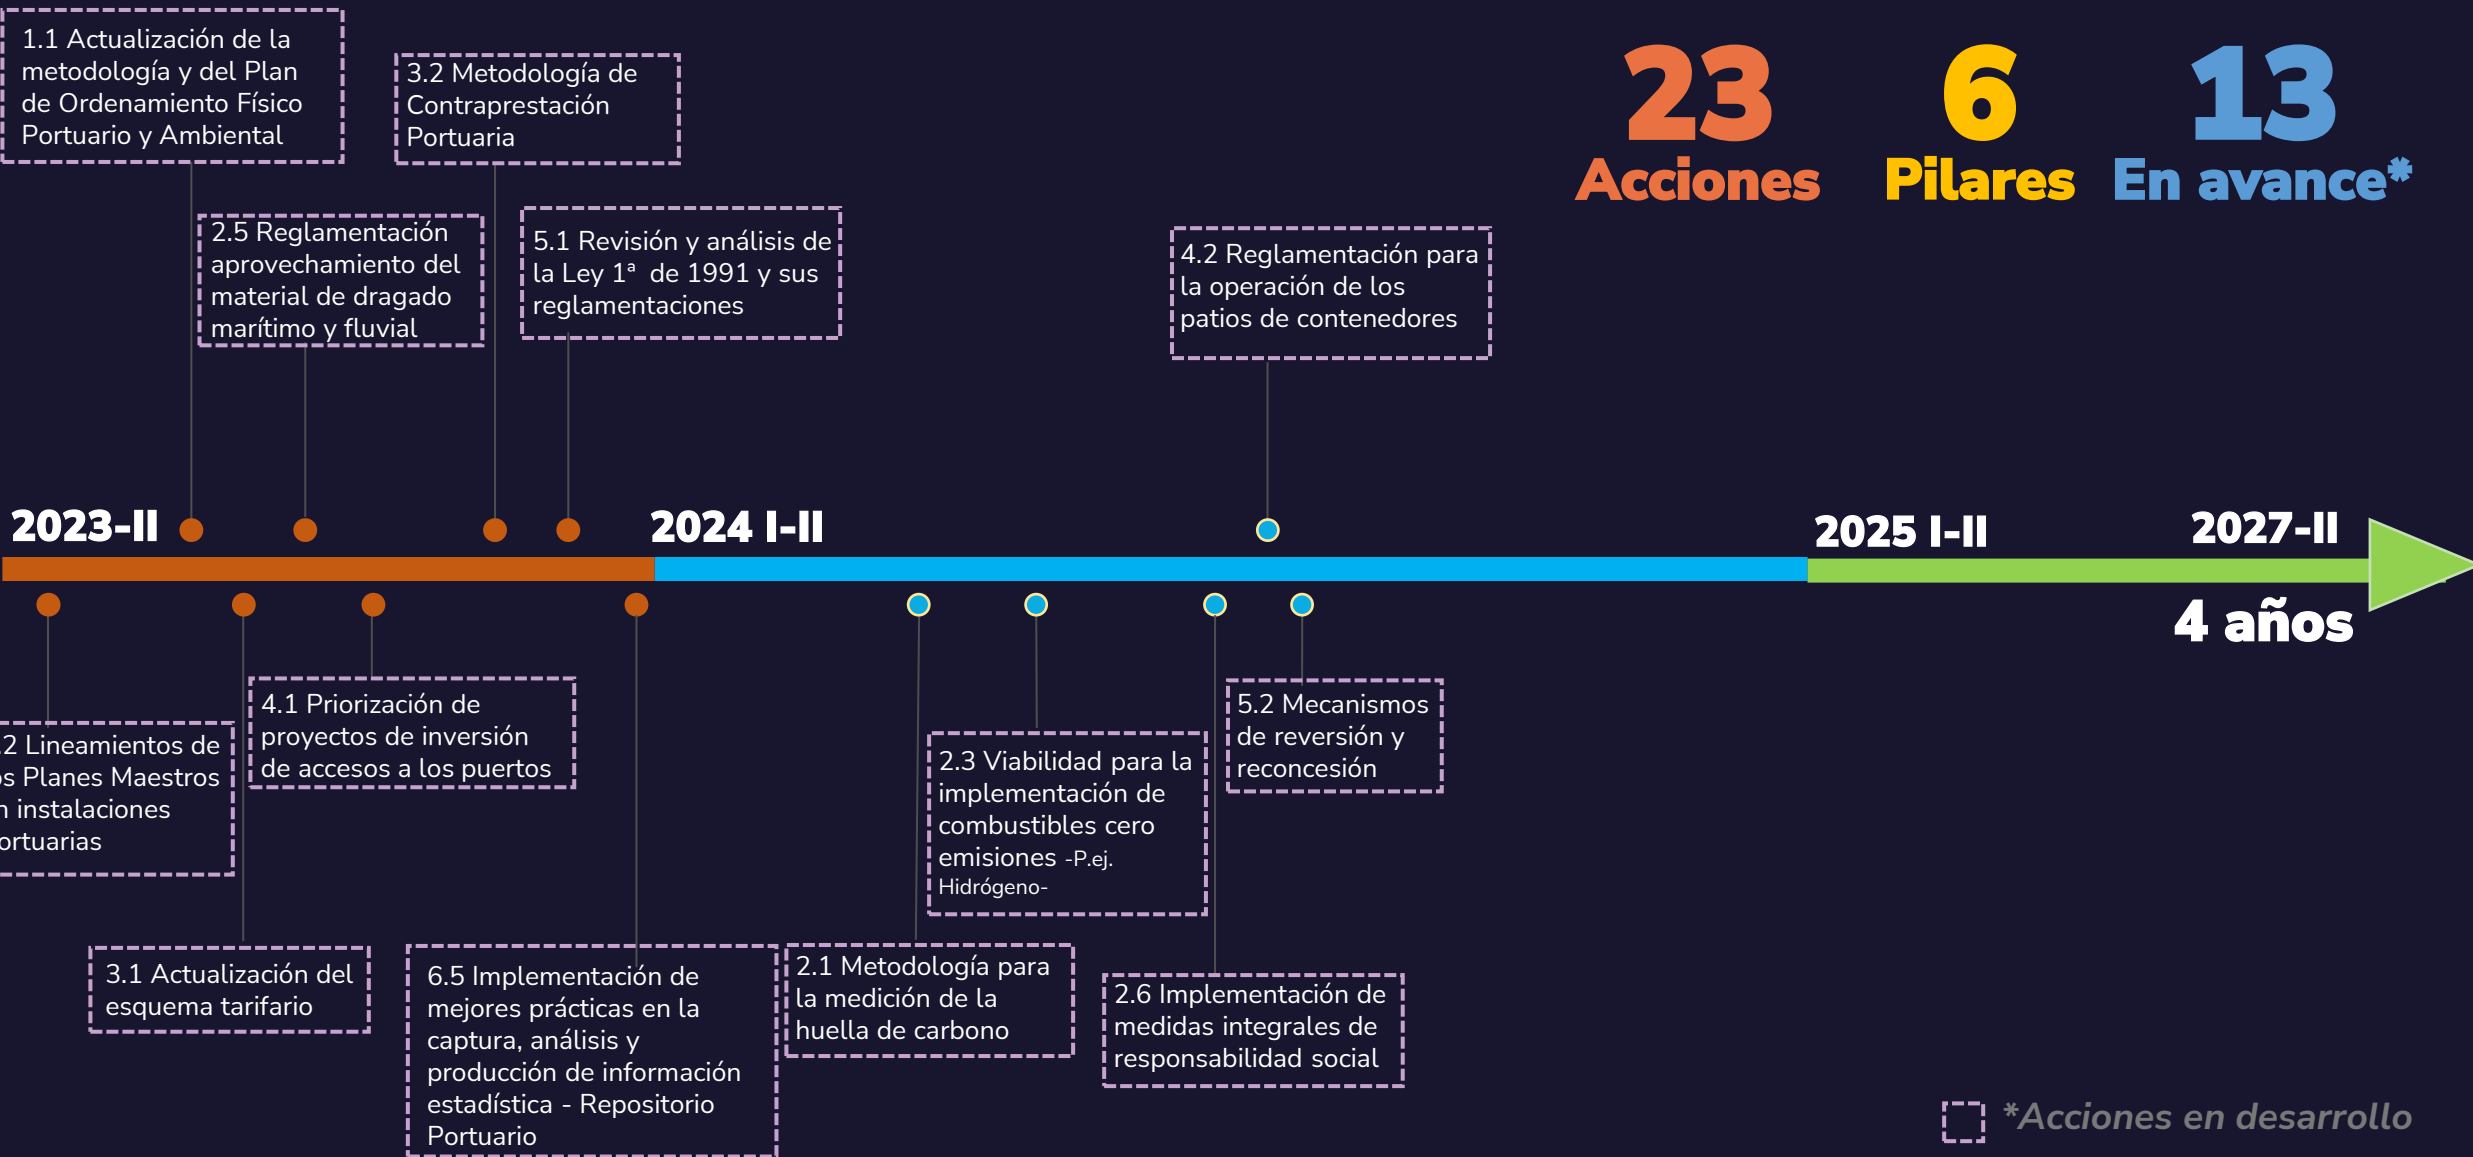 1.1 Actualización de la
metodología y del Plan
de Ordenamiento Físico
Portuario y Ambiental
3.2 Metodología de
Contraprestación
Portuaria
23
Acciones
6
Pilares
13
En avance*
2.5 Reglamentación
aprovechamiento del
material de dragado
marítimo y fluvial
5.1 Revisión y análisis de
la Ley 1ª de 1991 y sus
reglamentaciones
4.2 Reglamentación para
la operación de los
patios de contenedores
2023-II
2024 I-II
2025 I-II
2027-II
4 años
.2 Lineamientos de
os Planes Maestros
n instalaciones
ortuarias
4.1 Priorización de
proyectos de inversión
de accesos a los puertos
2.3 Viabilidad para la
implementación de
combustibles cero
emisiones -P.ej.
Hidrógeno-
5.2 Mecanismos
de reversión y
reconcesión
3.1 Actualización del
esquema tarifario
6.5 Implementación de
mejores prácticas en la
captura, análisis y
producción de información
estadística - Repositorio
Portuario
2.1 Metodología para
la medición de la
huella de carbono
2.6 Implementación de
medidas integrales de
responsabilidad social
*Acciones en desarrollo